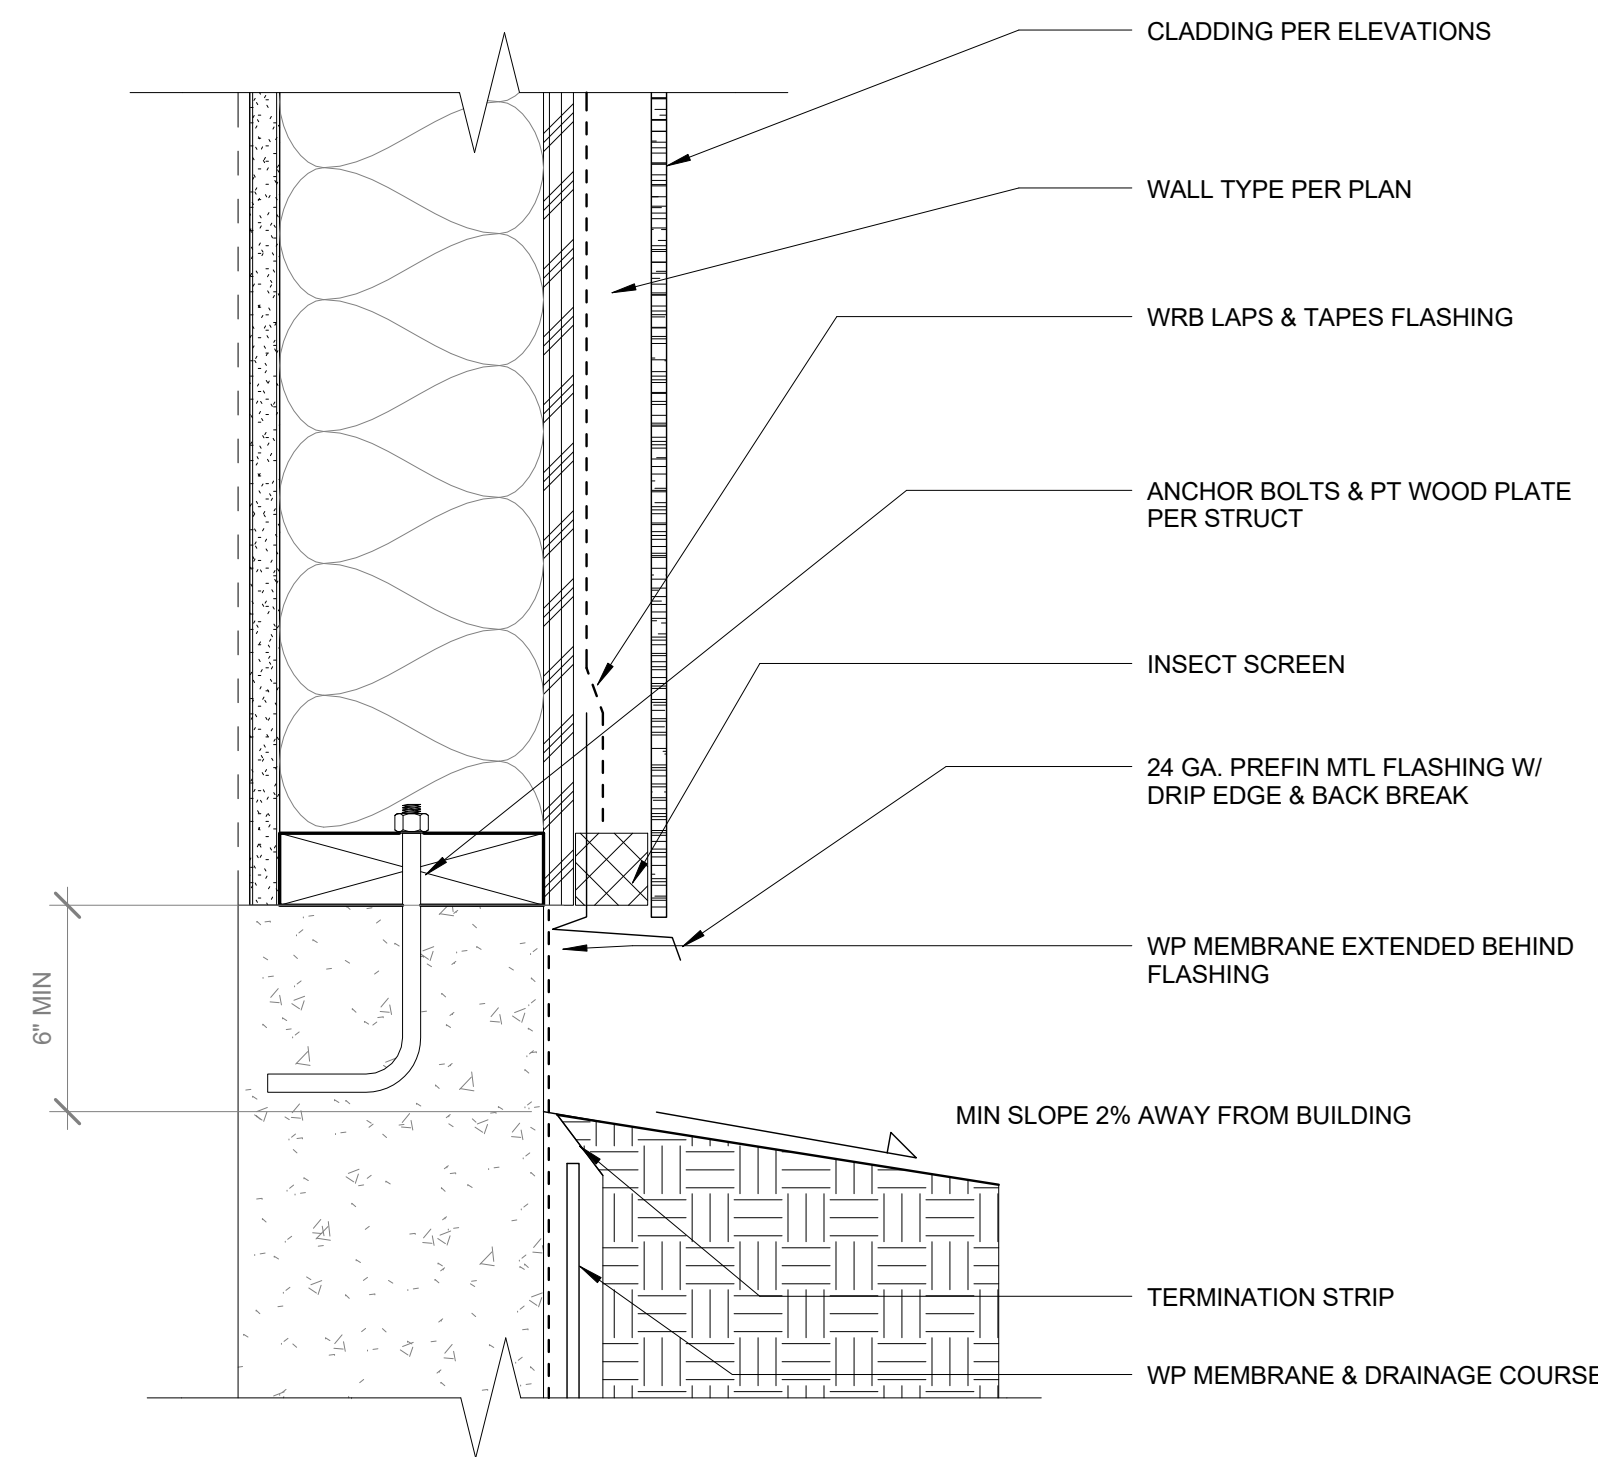 CLADDING PER ELEVATIONS
WALL TYPE PER PLAN
WRB LAPS & TAPES FLASHING
ANCHOR BOLTS & PT WOOD PLATE
PER STRUCT
INSECT SCREEN
24 GA. PREFIN MTL FLASHING W/
DRIP EDGE & BACK BREAK
WP MEMBRANE EXTENDED BEHIND
FLASHING
6" MIN
MIN SLOPE 2% AWAY FROM BUILDING
TERMINATION STRIP
WP MEMBRANE & DRAINAGE COURSE